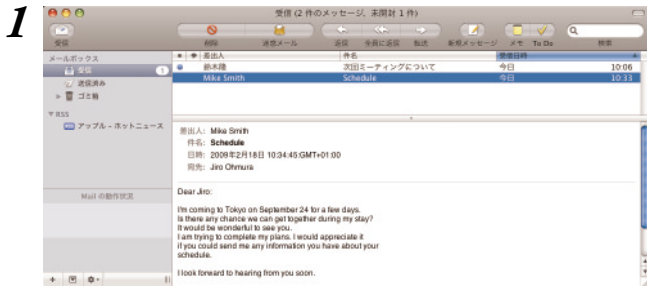 1
受信 (2 件のメッセージ、未開封 1 件)
受信 削除 迷惑メール 返信 全員に返信 転送 新規メッセージ メモ To Do 検索
メールボックス
受信 1
送信済み
ゴミ箱
RSS
アップル - ホットニュース
Mail の動作状況
差出人 件名 受信日時
鈴木隆 次回ミーティングについて 今日 10:06
Mike Smith Schedule 今日 10:33
差出人: Mike Smith
件名: Schedule
日時: 2009年2月18日 10:34:45:GMT+01:00
宛先: Jiro Ohmura
Dear Jiro:
I'm coming to Tokyo on September 24 for a few days.
Is there any chance we can get together during my stay?
It would be wonderful to see you.
I am trying to complete my plans. I would appreciate it
if you could send me any information you have about your
schedule.
I look forward to hearing from you soon.